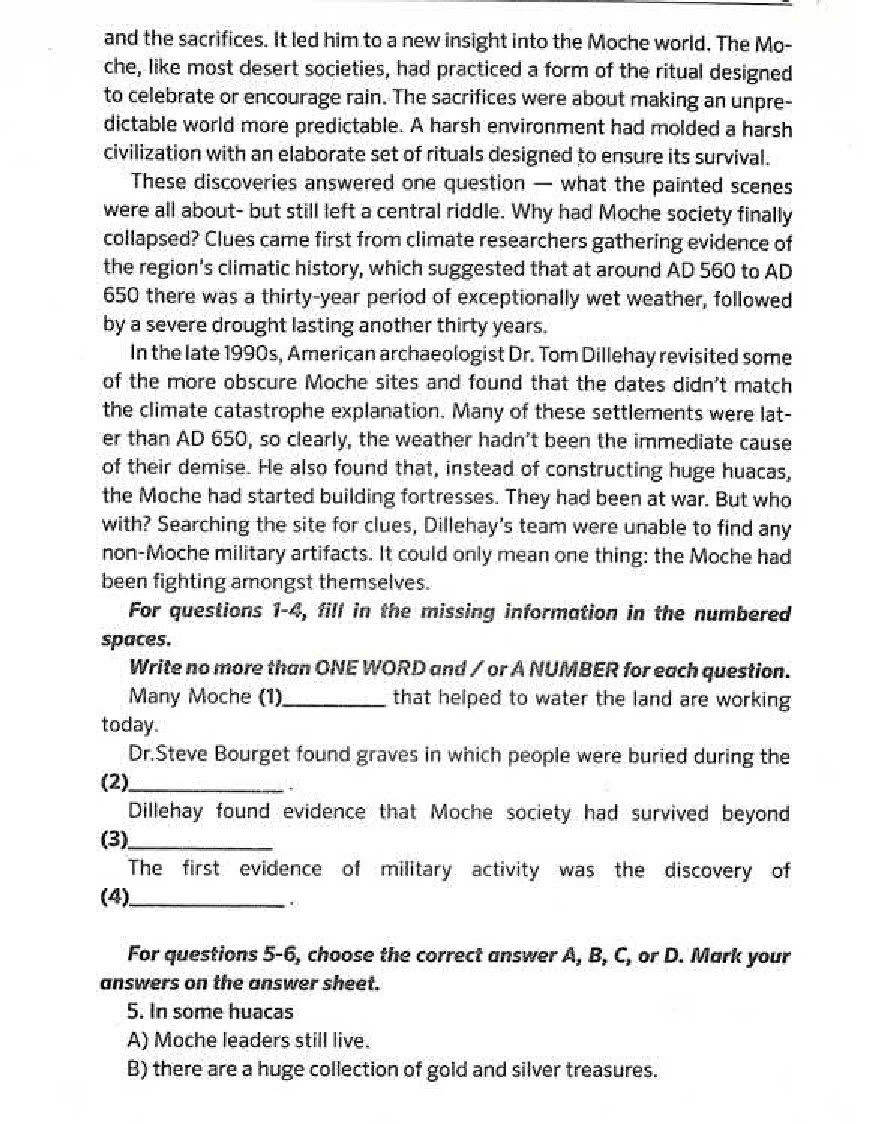 and the sacrifices. It led him to a new insight into the Moche world. The Mo-
che, like most desert societies, had practiced a form of the ritual designed
to celebrate or encourage rain. The sacrifices were about making an unpre-
dictable world more predictable. A harsh environment had molded a harsh
civilization with an elaborate set of rituals designed to ensure its survival.
These discoveries answered one question — what the painted scenes
were all about- but still left a central riddle. Why had Moche society finally
collapsed? Clues came first from climate researchers gathering evidence of
the region's climatic history, which suggested that at around AD 560 to AD
650 there was a thirty-year period of exceptionally wet weather, followed
by a severe drought lasting another thirty years.
In the late 1990s, American archaeologist Dr. Tom Dillehay revisited some
of the more obscure Moche sites and found that the dates didn't match
the climate catastrophe explanation. Many of these settlements were lat-
er than AD 650, so clearly, the weather hadn't been the immediate cause
of their demise. He also found that, instead of constructing huge huacas,
the Moche had started building fortresses. They had been at war. But who
with? Searching the site for clues, Dillehay's team were unable to find any
non-Moche military artifacts. It could only mean one thing: the Moche had
been fighting amongst themselves.
For questions 1-4, fill in the missing information in the numbered
spaces.
Write no more than ONE WORD and / or A NUMBER for each question.
Many Moche (1)_________ that helped to water the land are working
today.
Dr.Steve Bourget found graves in which people were buried during the
(2)______________ .
Dillehay found evidence that Moche society had survived beyond
(3)_____________
The first evidence of military activity was the discovery of
(4)______________ .
For questions 5-6, choose the correct answer A, B, C, or D. Mark your
answers on the answer sheet.
5. In some huacas
A) Moche leaders still live.
B) there are a huge collection of gold and silver treasures.